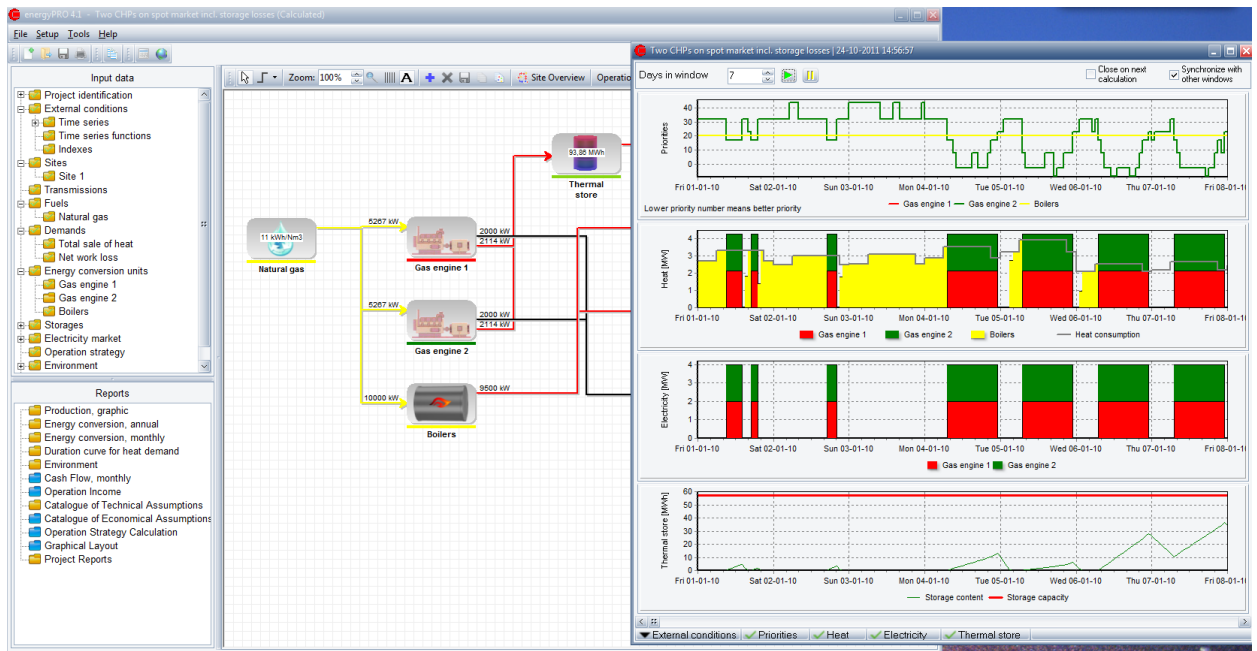 energyPRO 4.1 - Two CHPs on spot market incl. storage losses (Calculated)
File Setup Tools Help
Input data
Project identification
External conditions
Time series
Time series functions
Indexes
Sites
Site 1
Transmissions
Fuels
Natural gas
Demands
Total sale of heat
Net work loss
Energy conversion units
Gas engine 1
Gas engine 2
Boilers
Storages
Electricity market
Operation strategy
Environment
Reports
Production, graphic
Energy conversion, annual
Energy conversion, monthly
Duration curve for heat demand
Environment
Cash Flow, monthly
Operation Income
Catalogue of Technical Assumptions
Catalogue of Economical Assumptions
Operation Strategy Calculation
Graphical Layout
Project Reports
Zoom: 100% A Site Overview Operatio
93,86 MWh
Thermal
store
11 kWh/Nm3
Natural gas
5267 kW
2000 kW
2114 kW
Gas engine 1
5267 kW
2000 kW
2114 kW
Gas engine 2
10000 kW
9500 kW
Boilers
Two CHPs on spot market incl. storage losses | 24-10-2011 14:56:57
Days in window 7
Close on next
calculation
Synchronize with
other windows
Priorities
40
30
20
10
0
Fri 01-01-10 Sat 02-01-10 Sun 03-01-10 Mon 04-01-10 Tue 05-01-10 Wed 06-01-10 Thu 07-01-10 Fri 08-01-1
Lower priority number means better priority
Gas engine 1 Gas engine 2 Boilers
Heat [MW]
4
3
2
1
0
Fri 01-01-10 Sat 02-01-10 Sun 03-01-10 Mon 04-01-10 Tue 05-01-10 Wed 06-01-10 Thu 07-01-10 Fri 08-01-1
Gas engine 1 Gas engine 2 Boilers Heat consumption
Electricity [MW]
4
3
2
1
0
Fri 01-01-10 Sat 02-01-10 Sun 03-01-10 Mon 04-01-10 Tue 05-01-10 Wed 06-01-10 Thu 07-01-10 Fri 08-01-1
Gas engine 1 Gas engine 2
Thermal store [MWh]
60
50
40
30
20
10
0
Fri 01-01-10 Sat 02-01-10 Sun 03-01-10 Mon 04-01-10 Tue 05-01-10 Wed 06-01-10 Thu 07-01-10 Fri 08-01-1
Storage content Storage capacity
External conditions Priorities Heat Electricity Thermal store